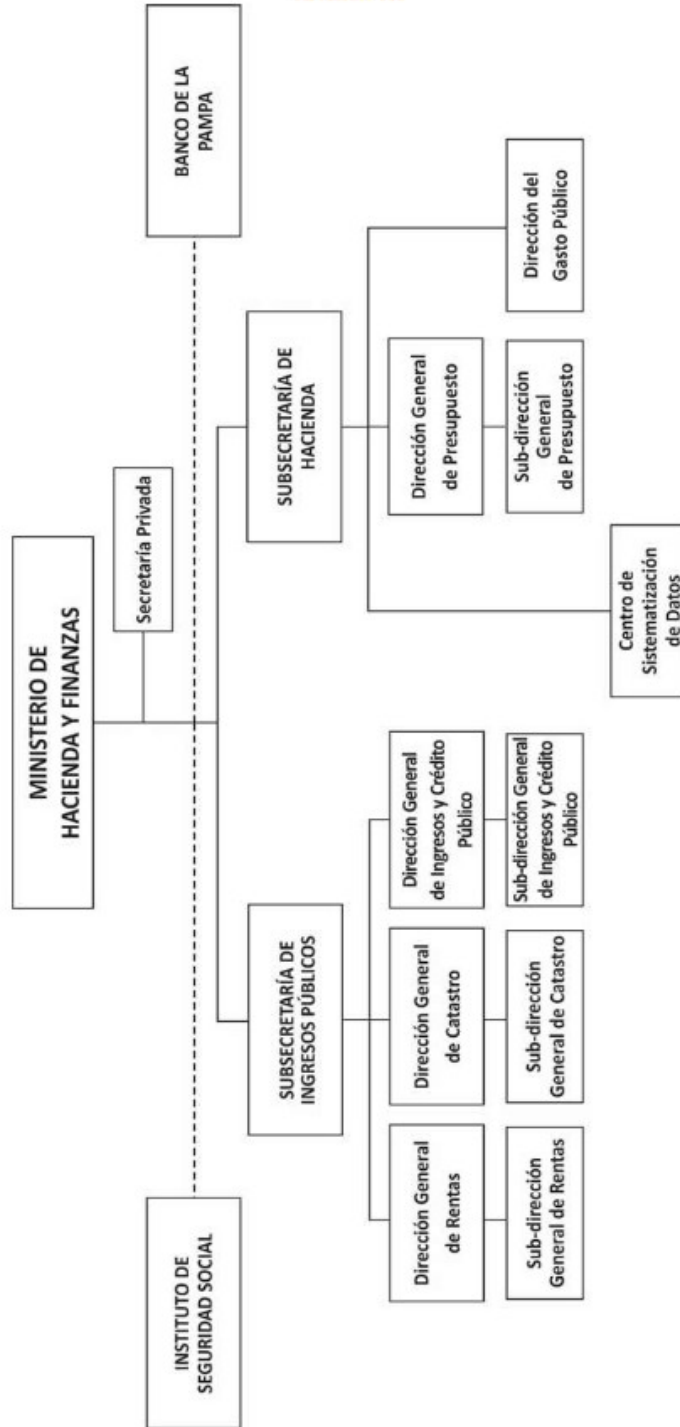 MINISTERIO DE
HACIENDA Y FINANZAS
Secretaría Privada
INSTITUTO DE
SEGURIDAD SOCIAL
BANCO DE LA
PAMPA
SUBSECRETARÍA DE
INGRESOS PÚBLICOS
SUBSECRETARÍA DE
HACIENDA
Dirección General
de Rentas
Dirección General
de Catastro
Dirección General
de Ingresos y Crédito
Público
Dirección General
de Presupuesto
Sub-dirección
General de Rentas
Sub-dirección
General de Catastro
Sub-dirección General
de Ingresos y Crédito
Público
Sub-dirección
General
de Presupuesto
Dirección del
Gasto Público
Centro de
Sistematización
de Datos